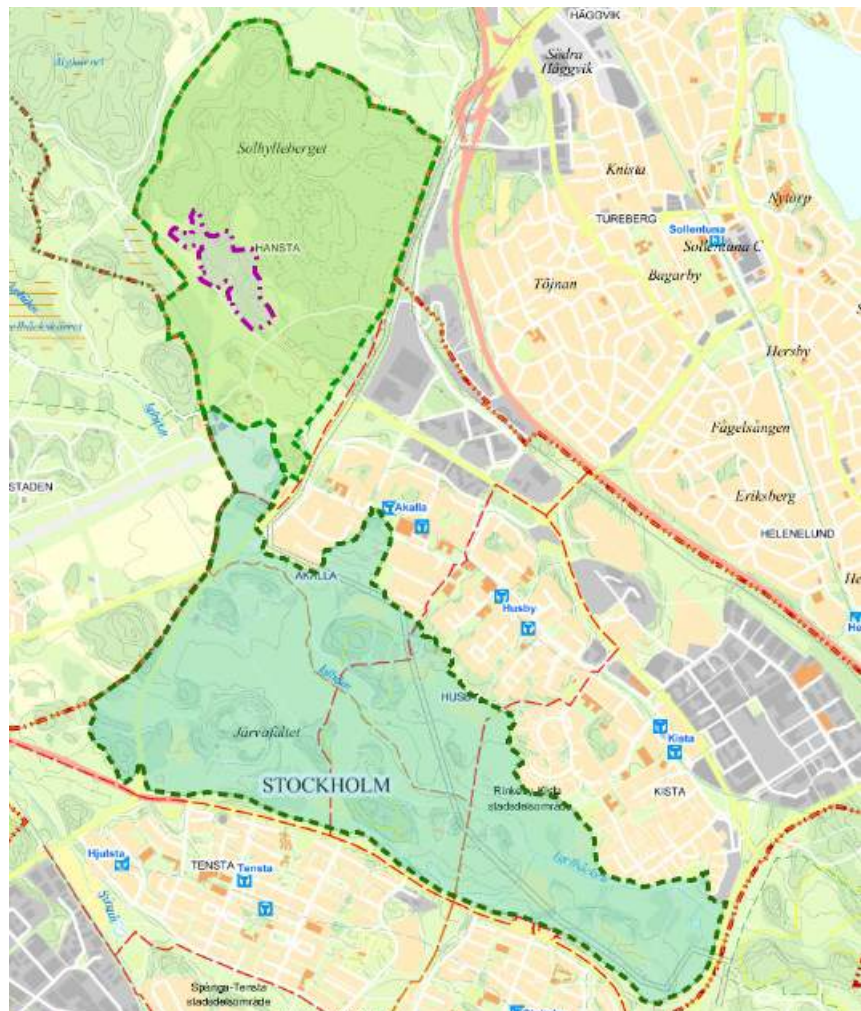 HÄGGVIK
Södra
Häggvik
Solhylleberget
Knista
Nytorp
TUREBERG
Sollentuna
Sollentuna C
HANSTA
Töjnan
Bagarby
Hersby
Igelbäcken
Fågelsången
STADEN
Eriksberg
Akalla
HELENELUND
AKALLA
Husby
HUSBY
Järvafältet
Kista
STOCKHOLM
Rinkeby-Kista
stadsdelsområde
KISTA
Hjulsta
TENSTA
Tensta
Spånga-Tensta
stadsdelsområde